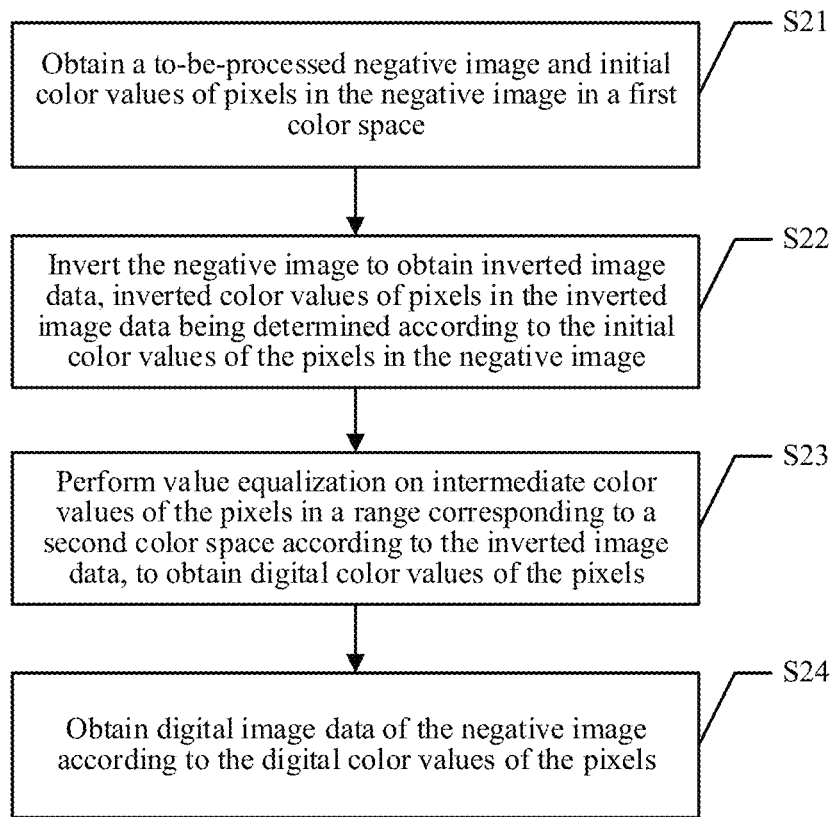 S21
Obtain a to-be-processed negative image and initial
color values of pixels in the negative image in a first
color space
S22
Invert the negative image to obtain inverted image
data, inverted color values of pixels in the inverted
image data being determined according to the initial
color values of the pixels in the negative image
S23
Perform value equalization on intermediate color
values of the pixels in a range corresponding to a
second color space according to the inverted image
data, to obtain digital color values of the pixels
S24
Obtain digital image data of the negative image
according to the digital color values of the pixels